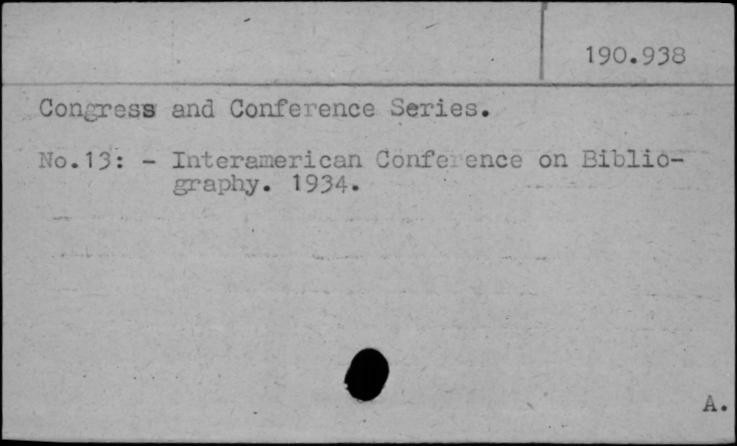 190.938
Congress and Conference Series.
No.13: - Interamerican Conference on Biblio-
graphy. 1934.
A.